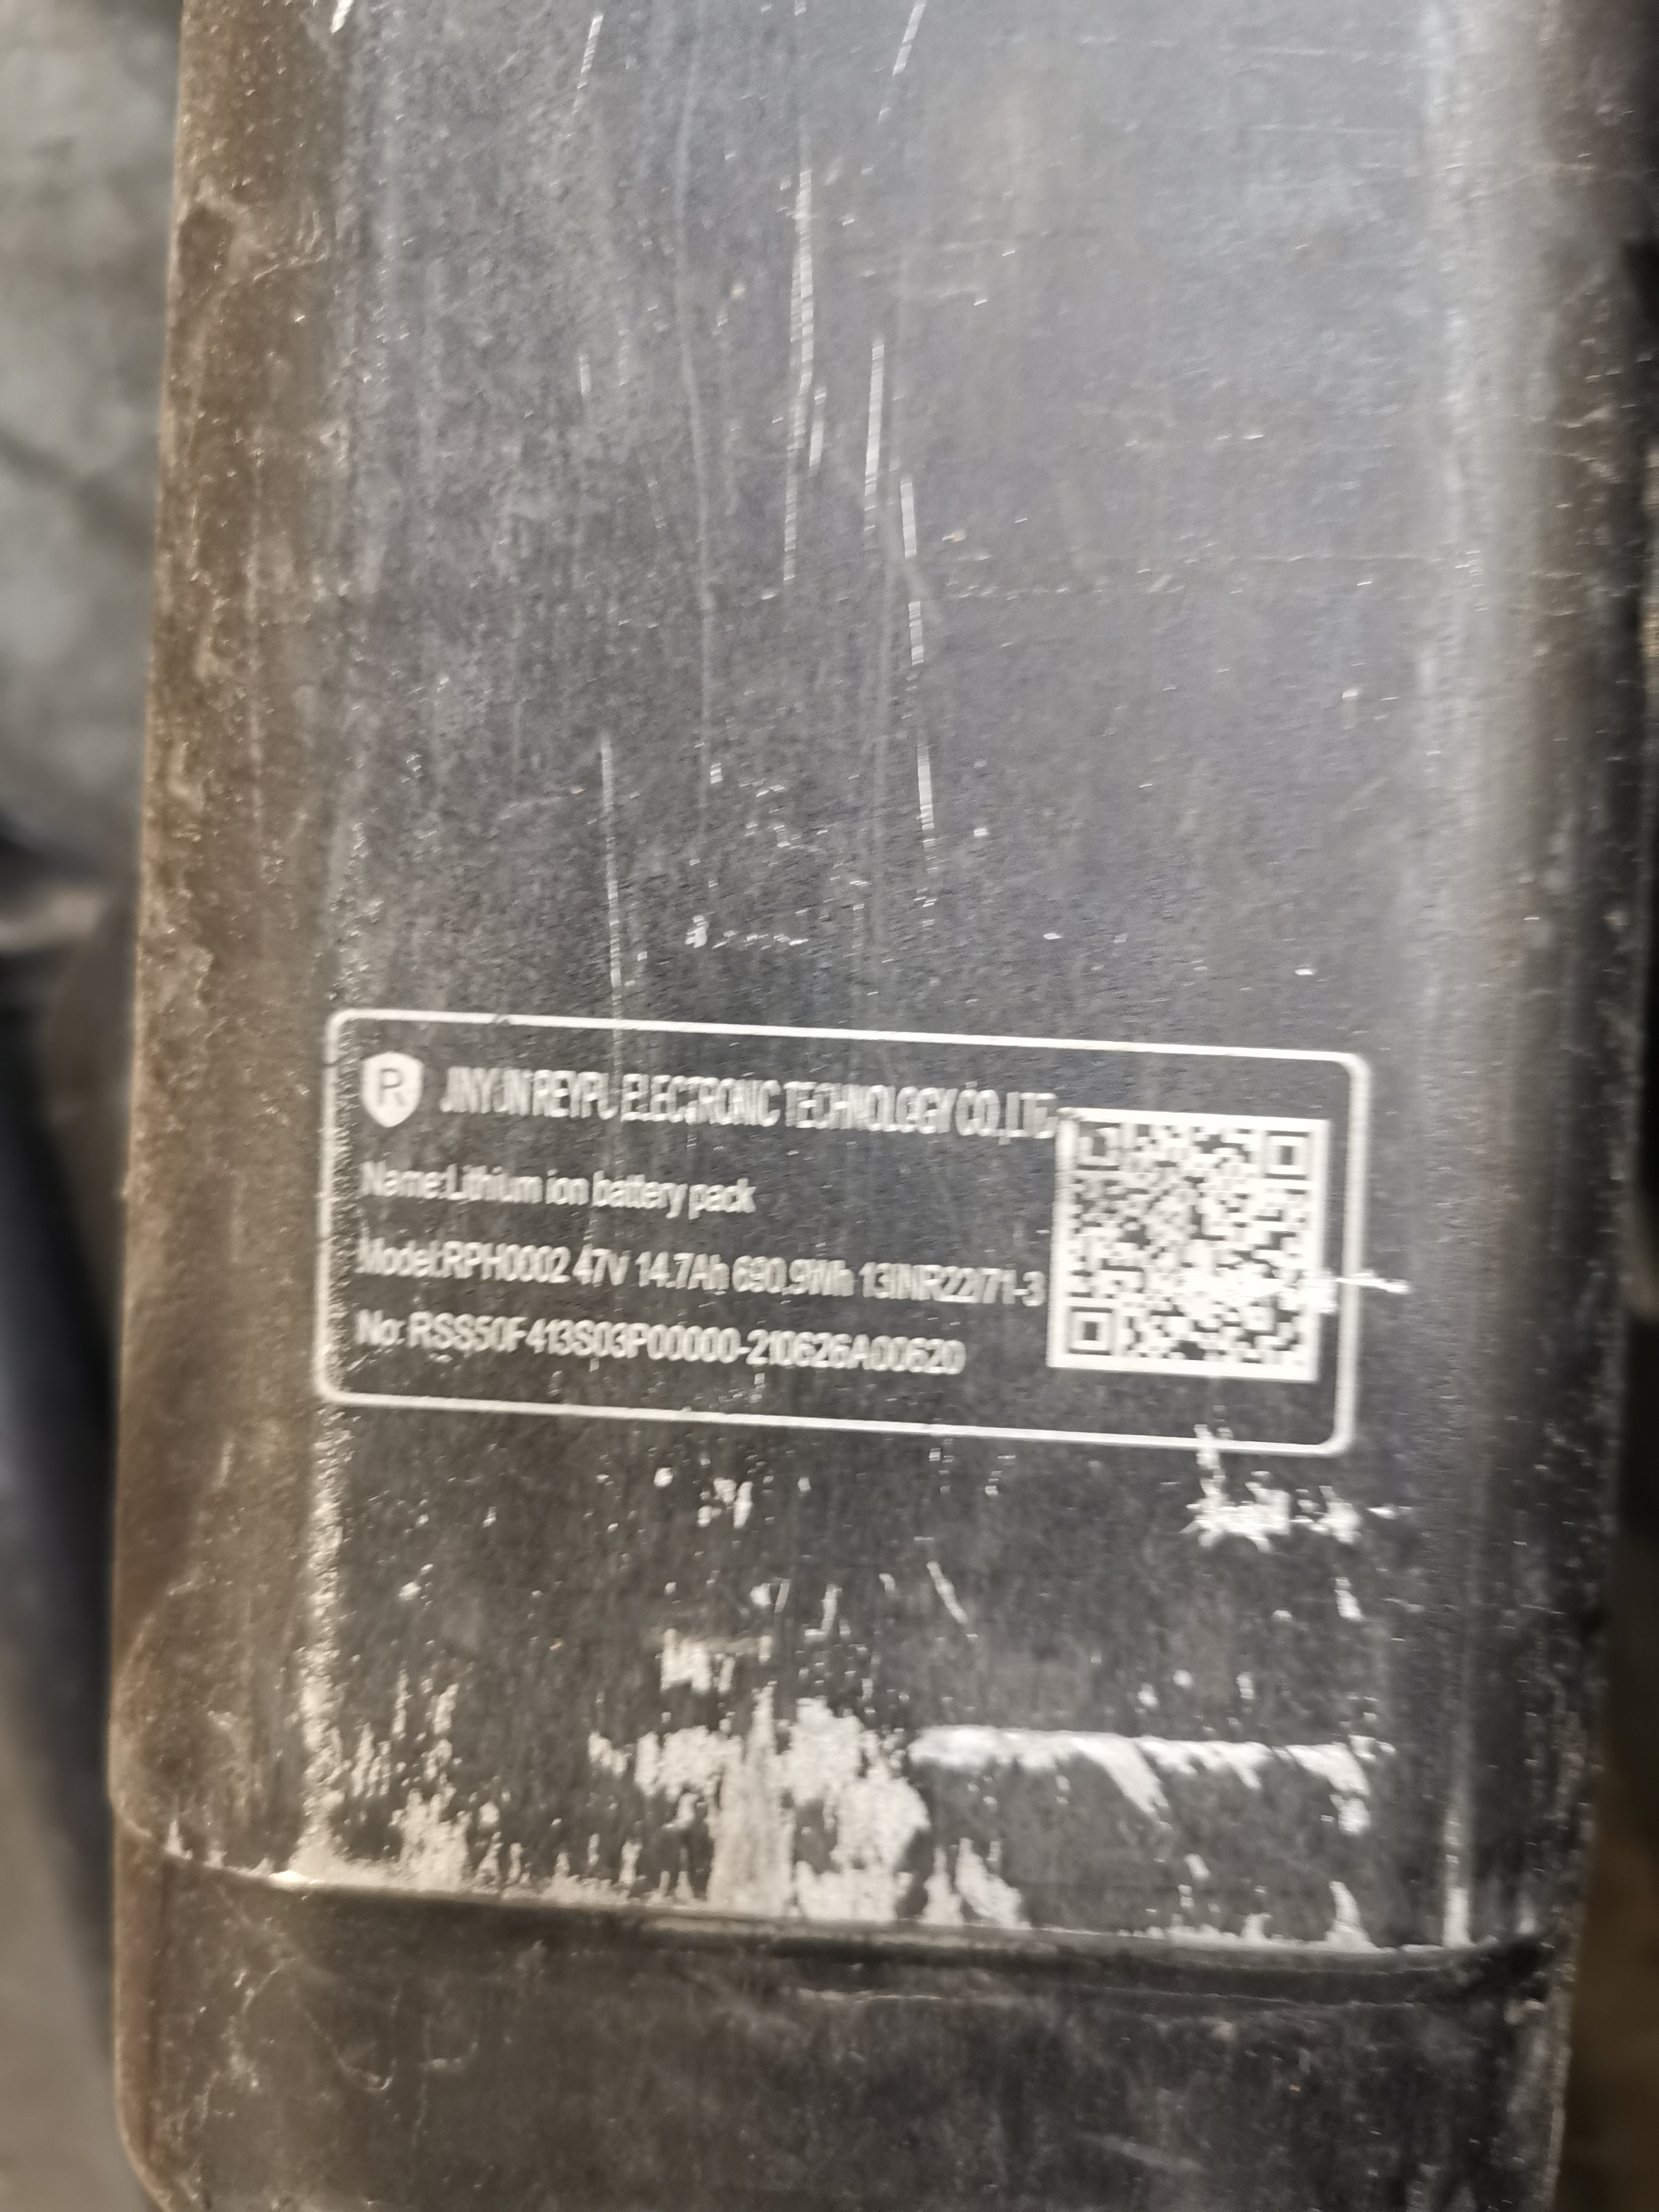 R JINYUN REYPU ELECTRONIC TECHNOLOGY CO.,LTD.
Name:Lithium ion battery pack
Model:RPH0002 47V 14.7Ah 690.9Wh 13INR22/71-3
No: RSS50F413S03P00000-210626A00620